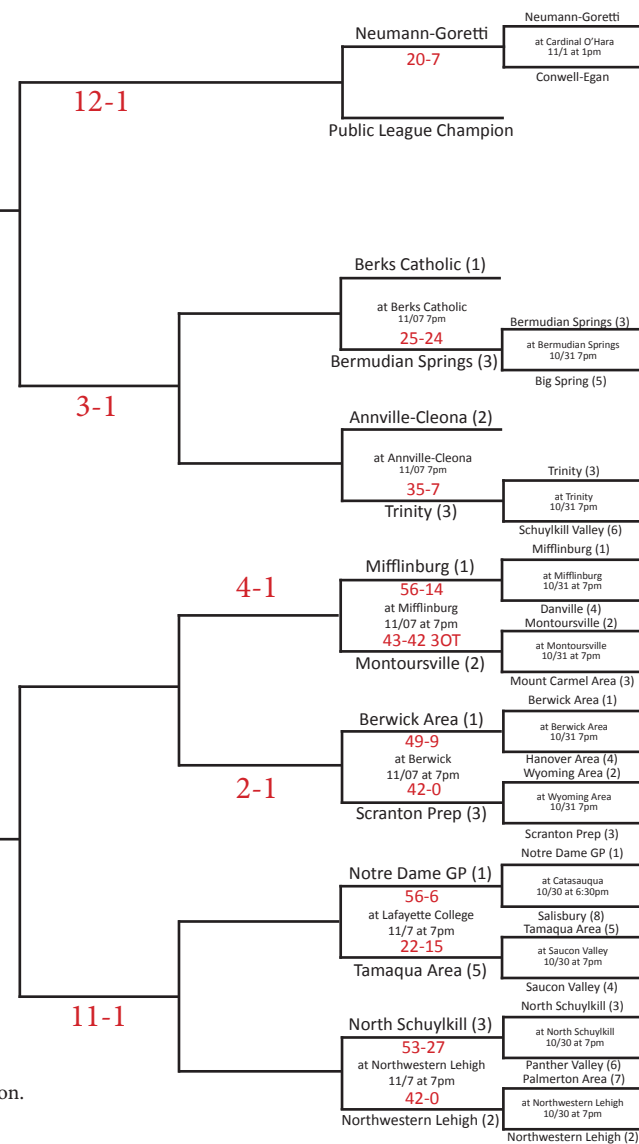 Neumann-Goretti
at Cardinal O'Hara
11/1 at 1pm
Conwell-Egan
Neumann-Goretti
20-7
Public League Champion
12-1
Berks Catholic (1)
at Berks Catholic
11/07 7pm
25-24
Bermudian Springs (3)
Bermudian Springs (3)
at Bermudian Springs
10/31 7pm
Big Spring (5)
3-1
Annville-Cleona (2)
at Annville-Cleona
11/07 7pm
35-7
Trinity (3)
Trinity (3)
at Trinity
10/31 7pm
Schuylkill Valley (6)
4-1
Mifflinburg (1)
56-14
at Mifflinburg
11/07 at 7pm
43-42 3OT
Montoursville (2)
Mifflinburg (1)
at Mifflinburg
10/31 at 7pm
Danville (4)
Montoursville (2)
at Montoursville
10/31 at 7pm
Mount Carmel Area (3)
2-1
Berwick Area (1)
49-9
at Berwick
11/07 at 7pm
42-0
Scranton Prep (3)
Berwick Area (1)
at Berwick Area
10/31 7pm
Hanover Area (4)
Wyoming Area (2)
at Wyoming Area
10/31 7pm
Scranton Prep (3)
Notre Dame GP (1)
56-6
at Lafayette College
11/7 at 7pm
22-15
Tamaqua Area (5)
Notre Dame GP (1)
at Catasauqua
10/30 at 6:30pm
Salisbury (8)
Tamaqua Area (5)
at Saucon Valley
10/30 at 7pm
Saucon Valley (4)
11-1
North Schuylkill (3)
53-27
at Northwestern Lehigh
11/7 at 7pm
42-0
Northwestern Lehigh (2)
North Schuylkill (3)
at North Schuylkill
10/30 at 7pm
Panther Valley (6)
Palmerton Area (7)
at Northwestern Lehigh
10/30 at 7pm
Northwestern Lehigh (2)
on.